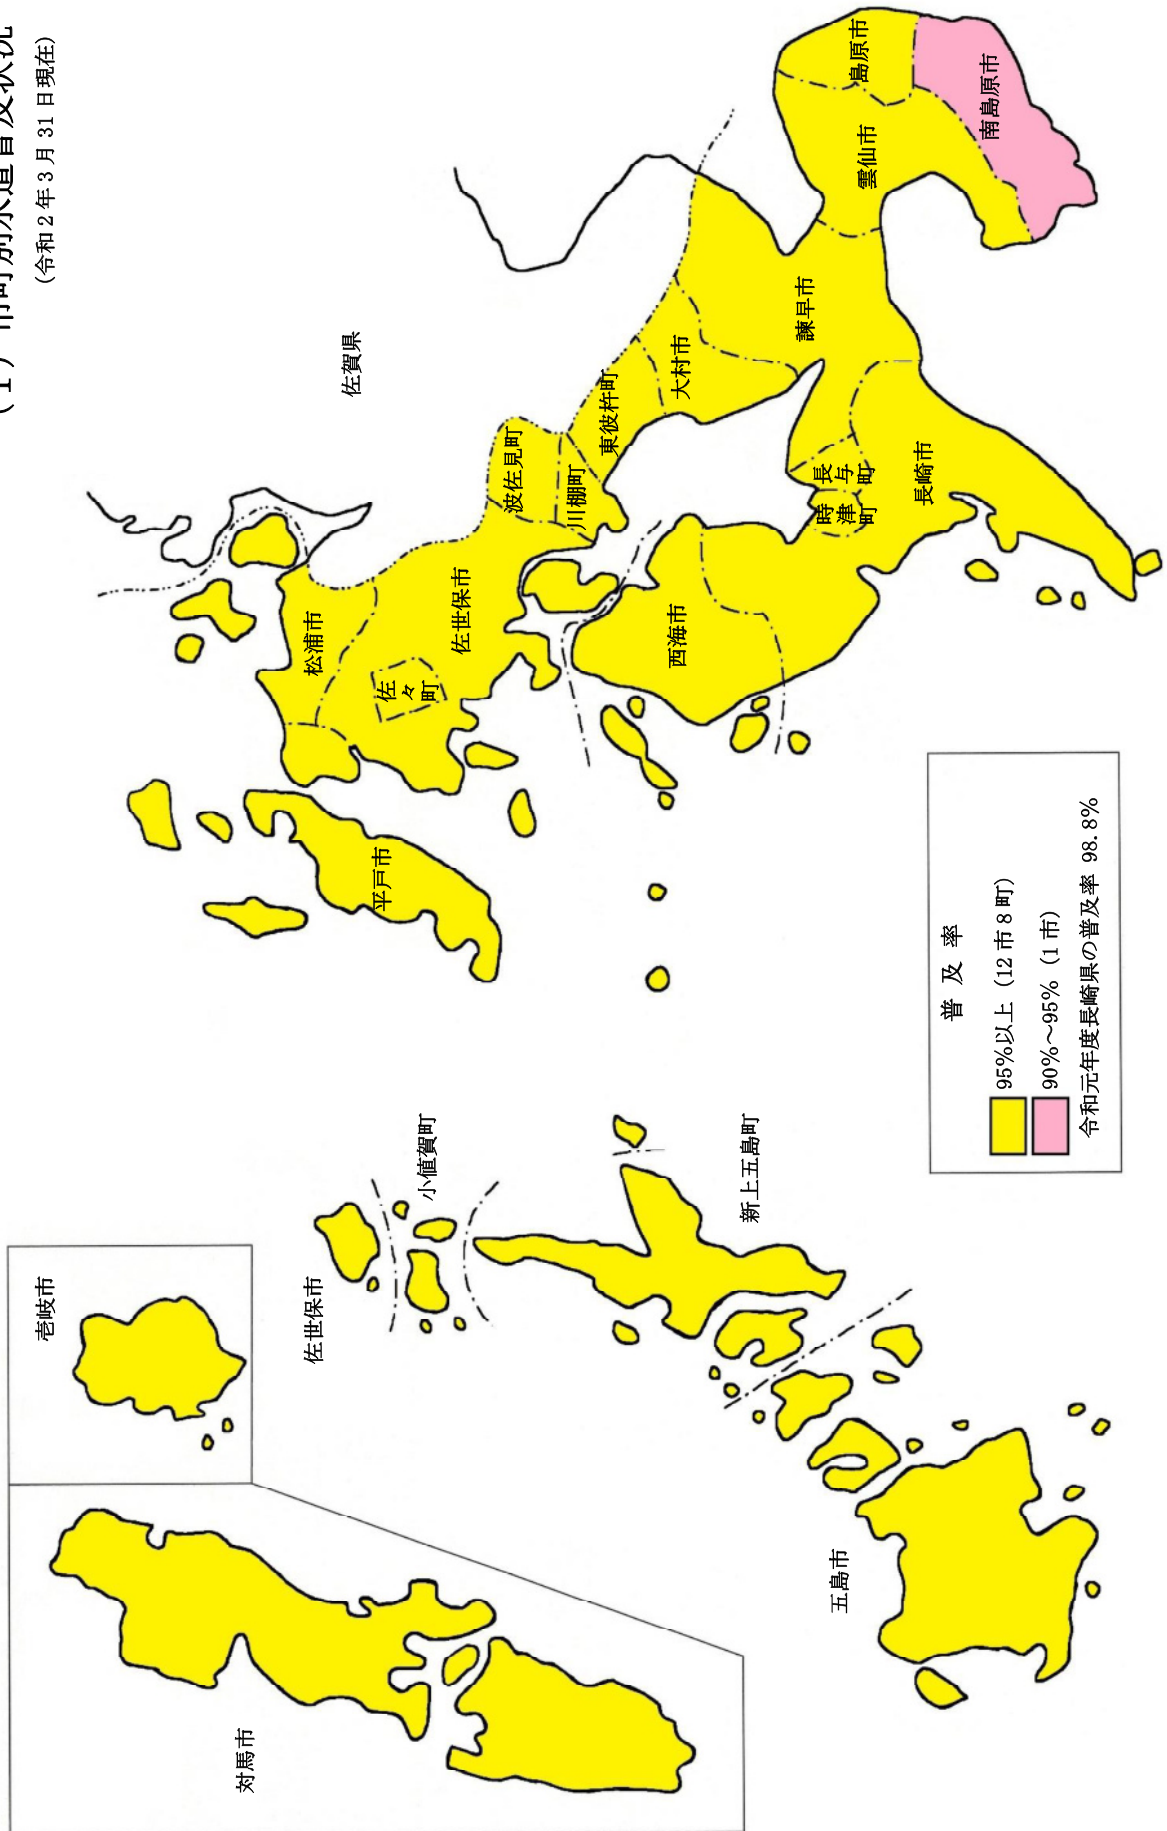 (1) 市町別水道普及状況
(令和2年3月31日現在)
壱岐市
対馬市
佐世保市
小値賀町
新上五島町
五島市
平戸市
松浦市
佐々町
佐世保市
佐賀県
波佐見町
川棚町
東彼杵町
大村市
西海市
時津町
長与町
長崎市
諫早市
雲仙市
島原市
南島原市
普及率
95%以上 (12市8町)
90%~95% (1市)
令和元年度長崎県の普及率 98.8%